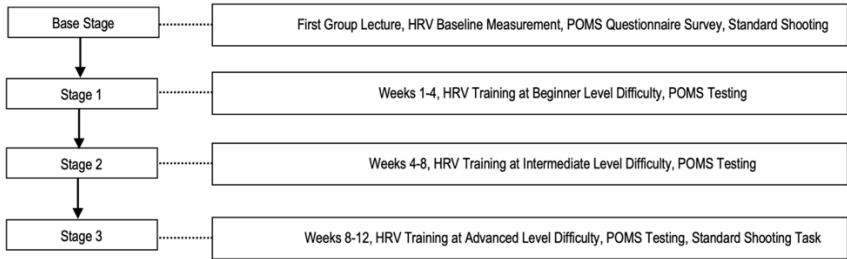 Base Stage
First Group Lecture, HRV Baseline Measurement, POMS Questionnaire Survey, Standard Shooting
Stage 1
Weeks 1-4, HRV Training at Beginner Level Difficulty, POMS Testing
Stage 2
Weeks 4-8, HRV Training at Intermediate Level Difficulty, POMS Testing
Stage 3
Weeks 8-12, HRV Training at Advanced Level Difficulty, POMS Testing, Standard Shooting Task